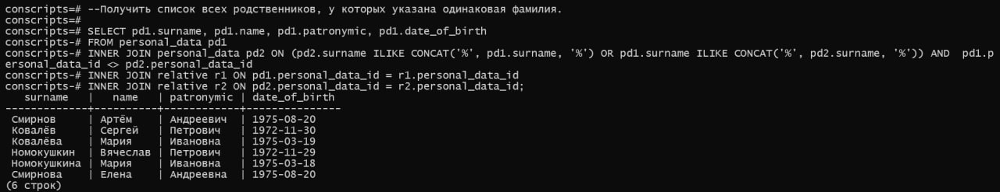 conscripts=# --Получить список всех родственников, у которых указана одинаковая фамилия.
conscripts=#
conscripts=# SELECT pd1.surname, pd1.name, pd1.patronymic, pd1.date_of_birth
conscripts-# FROM personal_data pd1
conscripts-# INNER JOIN personal_data pd2 ON (pd2.surname ILIKE CONCAT('%', pd1.surname, '%') OR pd1.surname ILIKE CONCAT('%', pd2.surname, '%')) AND  pd1.p
ersonal_data_id <> pd2.personal_data_id
conscripts-# INNER JOIN relative r1 ON pd1.personal_data_id = r1.personal_data_id
conscripts-# INNER JOIN relative r2 ON pd2.personal_data_id = r2.personal_data_id;
   surname   |   name    | patronymic | date_of_birth
-------------+-----------+------------+---------------
 Смирнов     | Артём     | Андреевич  | 1975-08-20
 Ковалёв     | Сергей    | Петрович   | 1972-11-30
 Ковалёва    | Мария     | Ивановна   | 1975-03-19
 Номокушкин  | Вячеслав  | Петрович   | 1972-11-29
 Номокушкина | Мария     | Ивановна   | 1975-03-18
 Смирнова    | Елена     | Андреевна  | 1975-08-20
(6 строк)